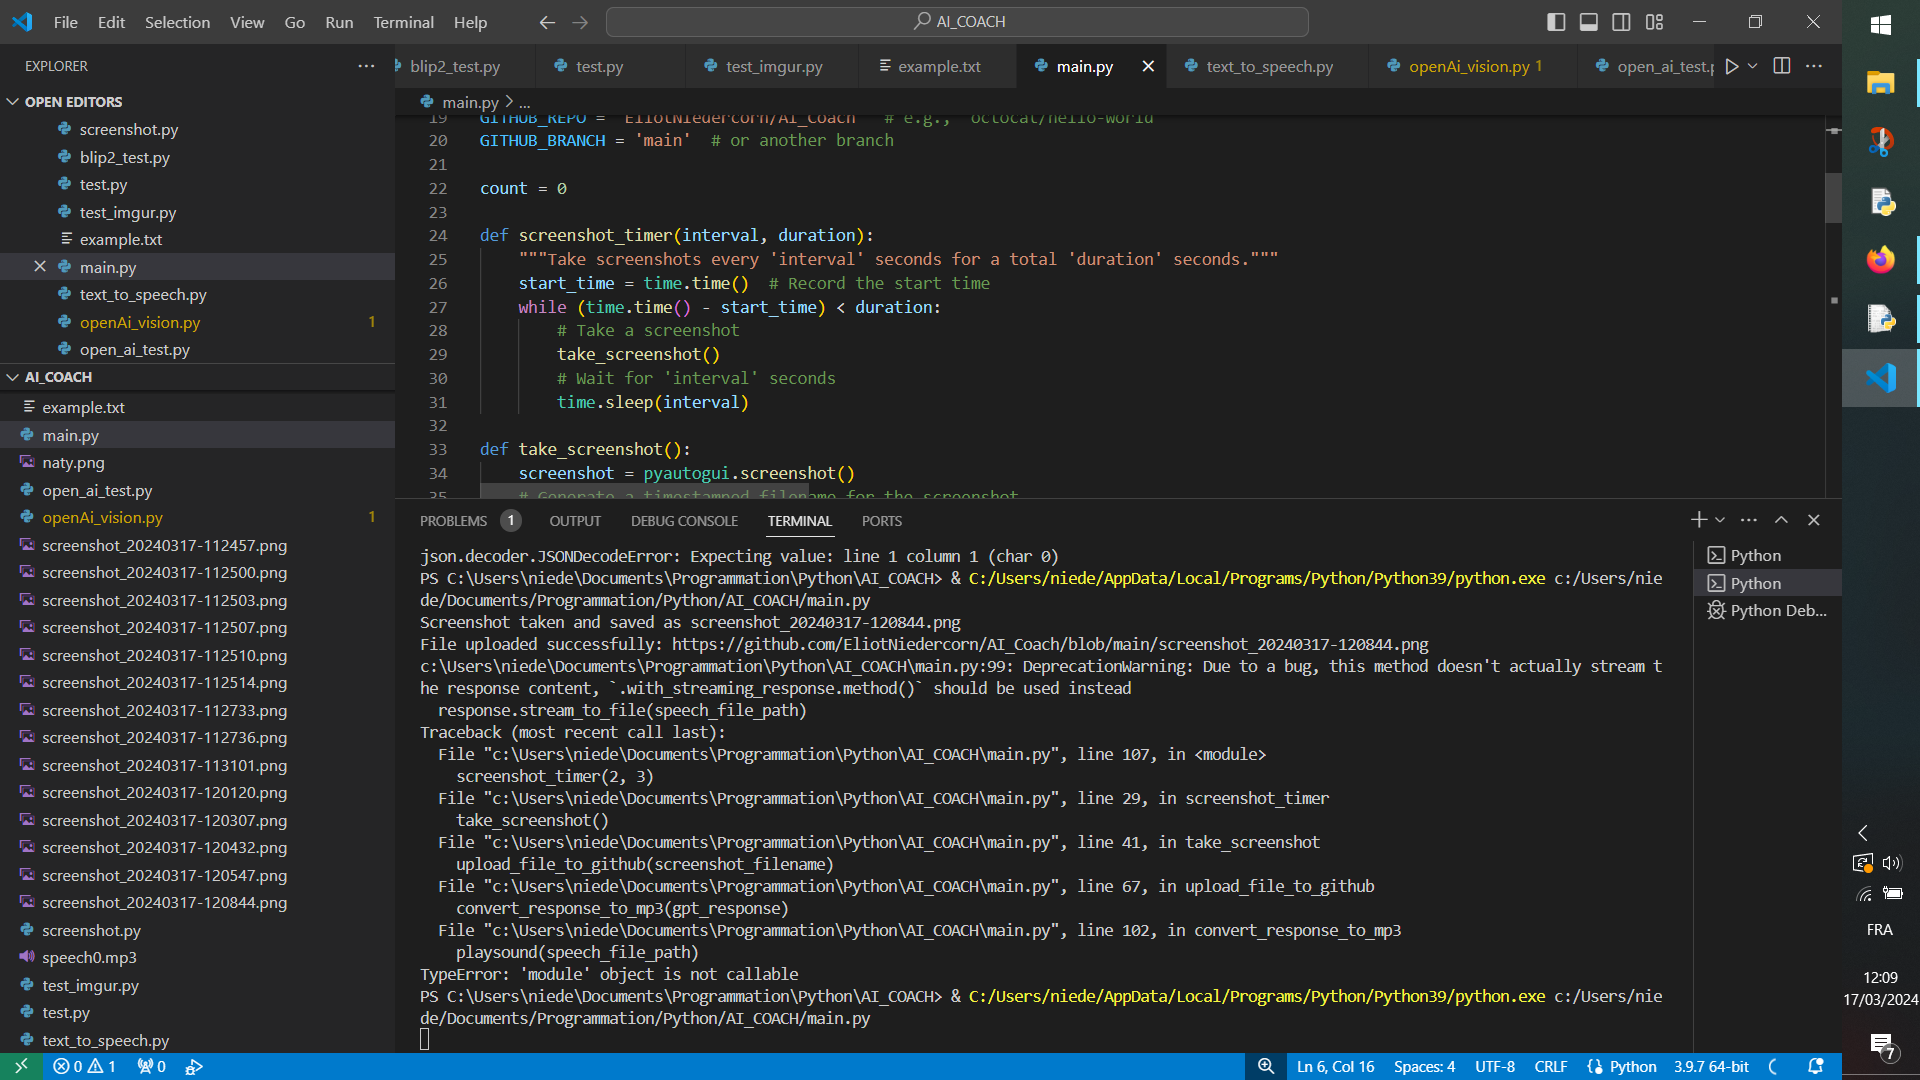 File Edit Selection View Go Run Terminal Help AI_COACH
EXPLORER
OPEN EDITORS
screenshot.py
blip2_test.py
test.py
test_imgur.py
example.txt
main.py
text_to_speech.py
openAi_vision.py 1
open_ai_test.py
AI_COACH
example.txt
main.py
naty.png
open_ai_test.py
openAi_vision.py 1
screenshot_20240317-112457.png
screenshot_20240317-112500.png
screenshot_20240317-112503.png
screenshot_20240317-112507.png
screenshot_20240317-112510.png
screenshot_20240317-112514.png
screenshot_20240317-112733.png
screenshot_20240317-112736.png
screenshot_20240317-113101.png
screenshot_20240317-120120.png
screenshot_20240317-120307.png
screenshot_20240317-120432.png
screenshot_20240317-120547.png
screenshot_20240317-120844.png
screenshot.py
speech0.mp3
test_imgur.py
test.py
text_to_speech.py
blip2_test.py test.py test_imgur.py example.txt main.py text_to_speech.py openAi_vision.py 1 open_ai_test.p
main.py > ...
19 GITHUB_REPO = 'EliotNiedercorn/AI_Coach' # e.g., 'octocat/hello-world'
20 GITHUB_BRANCH = 'main' # or another branch
21
22 count = 0
23
24 def screenshot_timer(interval, duration):
25 """Take screenshots every 'interval' seconds for a total 'duration' seconds."""
26 start_time = time.time() # Record the start time
27 while (time.time() - start_time) < duration:
28 # Take a screenshot
29 take_screenshot()
30 # Wait for 'interval' seconds
31 time.sleep(interval)
32
33 def take_screenshot():
34 screenshot = pyautogui.screenshot()
35 # Generate a timestamped filename for the screenshot
PROBLEMS 1 OUTPUT DEBUG CONSOLE TERMINAL PORTS
json.decoder.JSONDecodeError: Expecting value: line 1 column 1 (char 0)
PS C:\Users\niede\Documents\Programmation\Python\AI_COACH> & C:/Users/niede/AppData/Local/Programs/Python/Python39/python.exe c:/Users/nie
de/Documents/Programmation/Python/AI_COACH/main.py
Screenshot taken and saved as screenshot_20240317-120844.png
File uploaded successfully: https://github.com/EliotNiedercorn/AI_Coach/blob/main/screenshot_20240317-120844.png
c:\Users\niede\Documents\Programmation\Python\AI_COACH\main.py:99: DeprecationWarning: Due to a bug, this method doesn't actually stream t
he response content, `.with_streaming_response.method()` should be used instead
response.stream_to_file(speech_file_path)
Traceback (most recent call last):
File "c:\Users\niede\Documents\Programmation\Python\AI_COACH\main.py", line 107, in <module>
screenshot_timer(2, 3)
File "c:\Users\niede\Documents\Programmation\Python\AI_COACH\main.py", line 29, in screenshot_timer
take_screenshot()
File "c:\Users\niede\Documents\Programmation\Python\AI_COACH\main.py", line 41, in take_screenshot
upload_file_to_github(screenshot_filename)
File "c:\Users\niede\Documents\Programmation\Python\AI_COACH\main.py", line 67, in upload_file_to_github
convert_response_to_mp3(gpt_response)
File "c:\Users\niede\Documents\Programmation\Python\AI_COACH\main.py", line 102, in convert_response_to_mp3
playsound(speech_file_path)
TypeError: 'module' object is not callable
PS C:\Users\niede\Documents\Programmation\Python\AI_COACH> & C:/Users/niede/AppData/Local/Programs/Python/Python39/python.exe c:/Users/nie
de/Documents/Programmation/Python/AI_COACH/main.py
Python
Python
Python Deb...
0 1 0 Ln 6, Col 16 Spaces: 4 UTF-8 CRLF Python 3.9.7 64-bit
FRA
12:09
17/03/2024
7